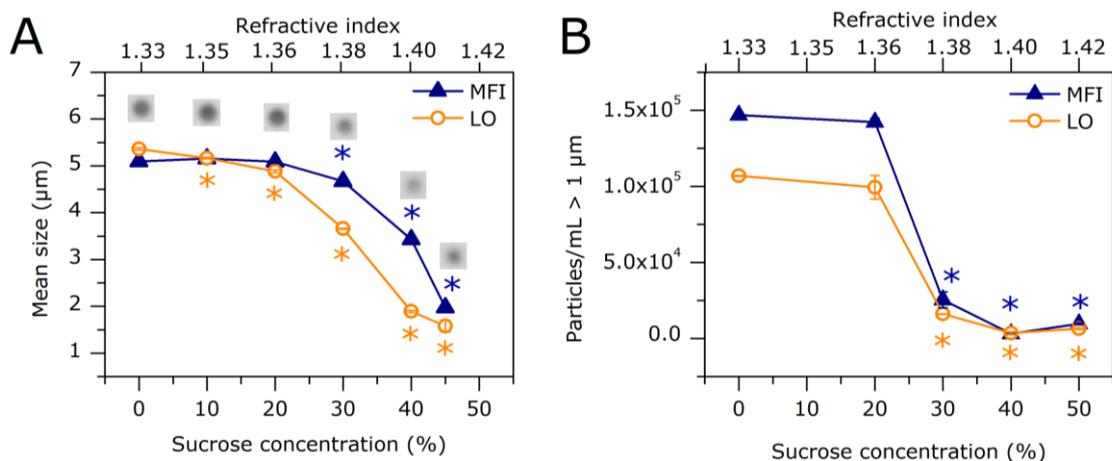 A
Refractive index
1.33 1.35 1.36 1.38 1.40 1.42
7
6
5
4
3
2
1
Mean size (µm)
MFI
LO
*
*
*
*
*
*
*
*
0 10 20 30 40 50
Sucrose concentration (%)
B
Refractive index
1.33 1.35 1.36 1.38 1.40 1.42
1.5x10⁵
1.0x10⁵
5.0x10⁴
0.0
Particles/mL > 1 µm
MFI
LO
*
*
*
*
*
*
0 10 20 30 40 50
Sucrose concentration (%)